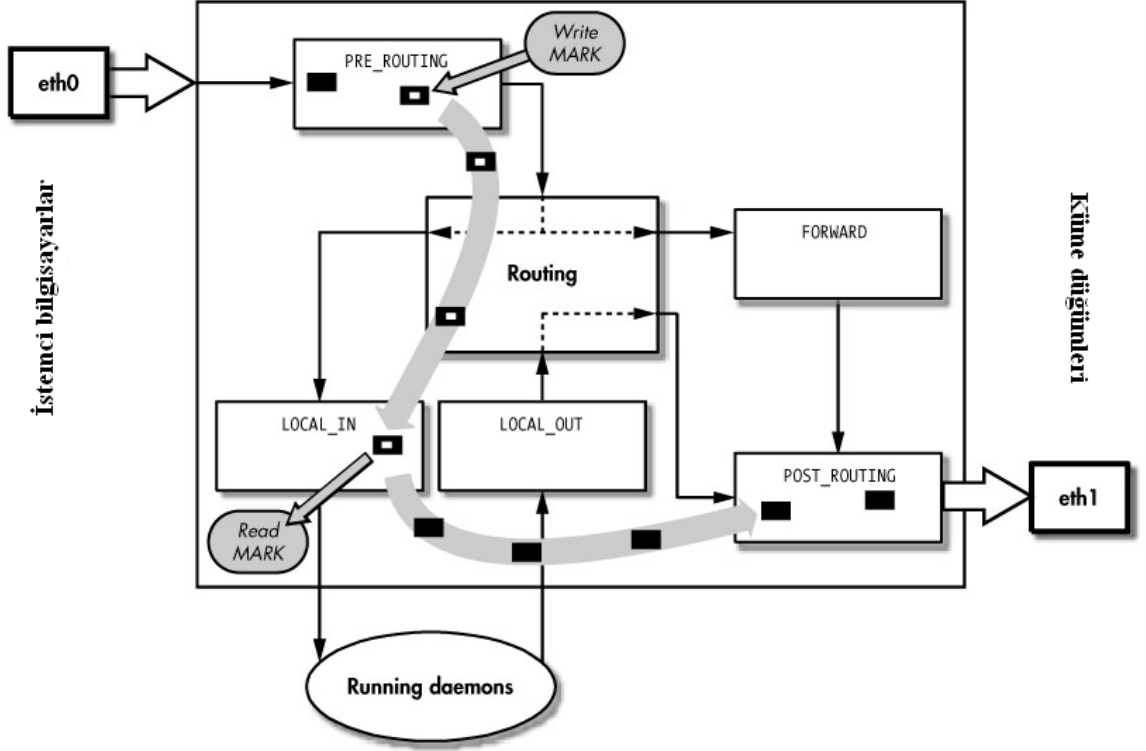 Write
MARK
PRE_ROUTING
eth0
İstemci bilgisayarlar
Küme düğümleri
FORWARD
Routing
LOCAL_IN
LOCAL_OUT
POST_ROUTING
eth1
Read
MARK
Running daemons